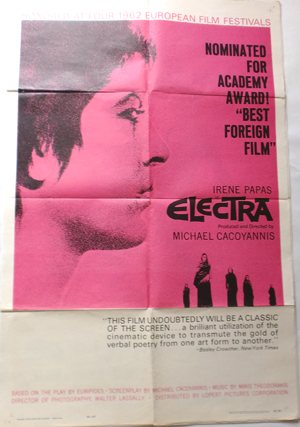 1962 EUROPEAN FILM FESTIVALS
NOMINATED
FOR
ACADEMY
AWARD!
"BEST
FOREIGN
FILM"
IRENE PAPAS
ELECTRA
Produced and Directed by
MICHAEL CACOYANNIS
"THIS FILM UNDOUBTEDLY WILL BE A CLASSIC
OF THE SCREEN . . . a brilliant utilization of the
cinematic device to transmute the gold of
verbal poetry from one art form to another."
-Bosley Crowther, New York Times
BASED ON THE PLAY BY EURIPIDES • SCREENPLAY BY MICHAEL CACOYANNIS • MUSIC BY MIKIS THEODORAKIS
DIRECTOR OF PHOTOGRAPHY WALTER LASSALLY • DISTRIBUTED BY LOPERT PICTURES CORPORATION